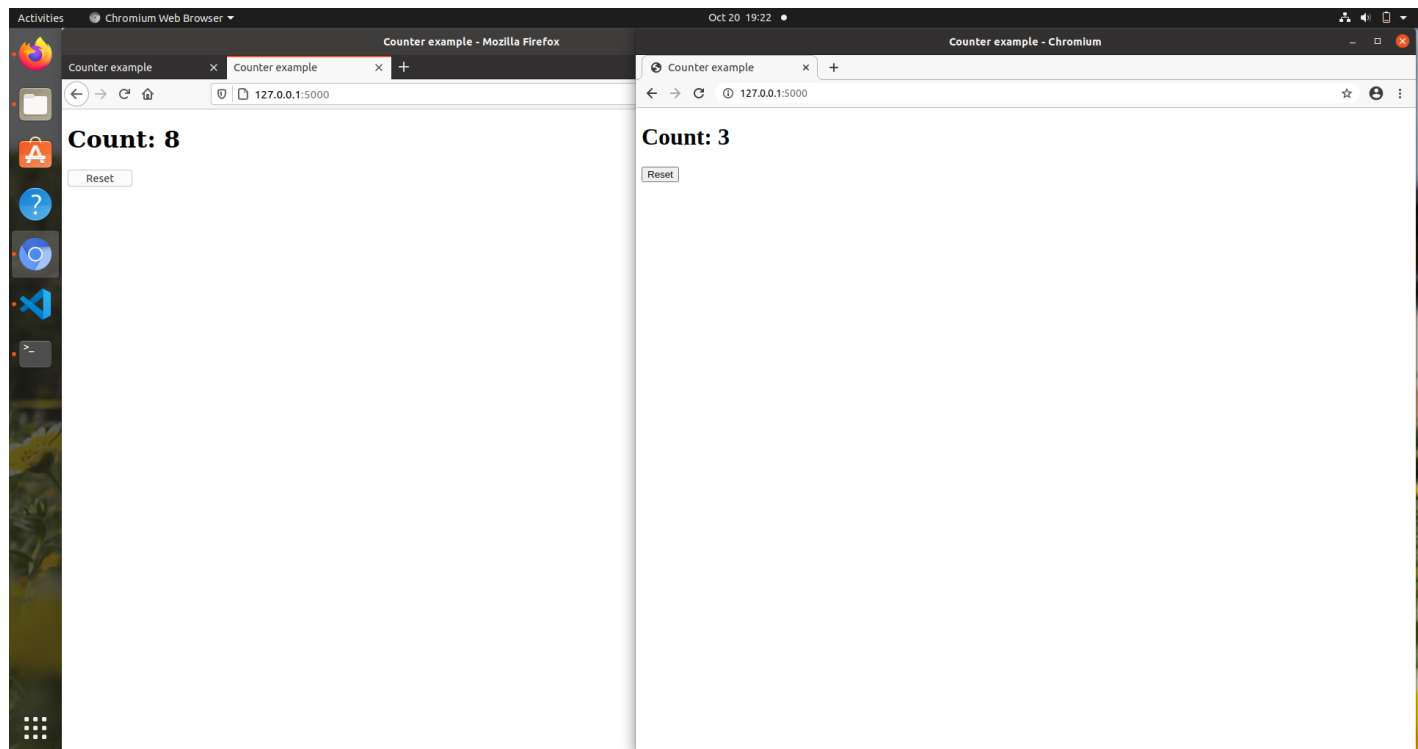 Activities Chromium Web Browser Oct 20 19:22
Counter example - Mozilla Firefox
Counter example Counter example
127.0.0.1:5000
Count: 8
Reset
Counter example - Chromium
Counter example
127.0.0.1:5000
Count: 3
Reset